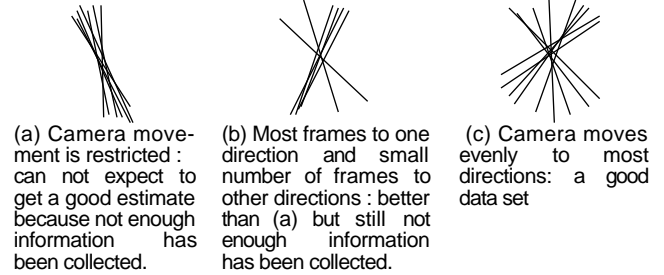 (a) Camera move-
ment is restricted :
can not expect to
get a good estimate
because not enough
information has
been collected.
(b) Most frames to one
direction and small
number of frames to
other directions : better
than (a) but still not
enough information
has been collected.
(c) Camera moves
evenly to most
directions: a good
data set